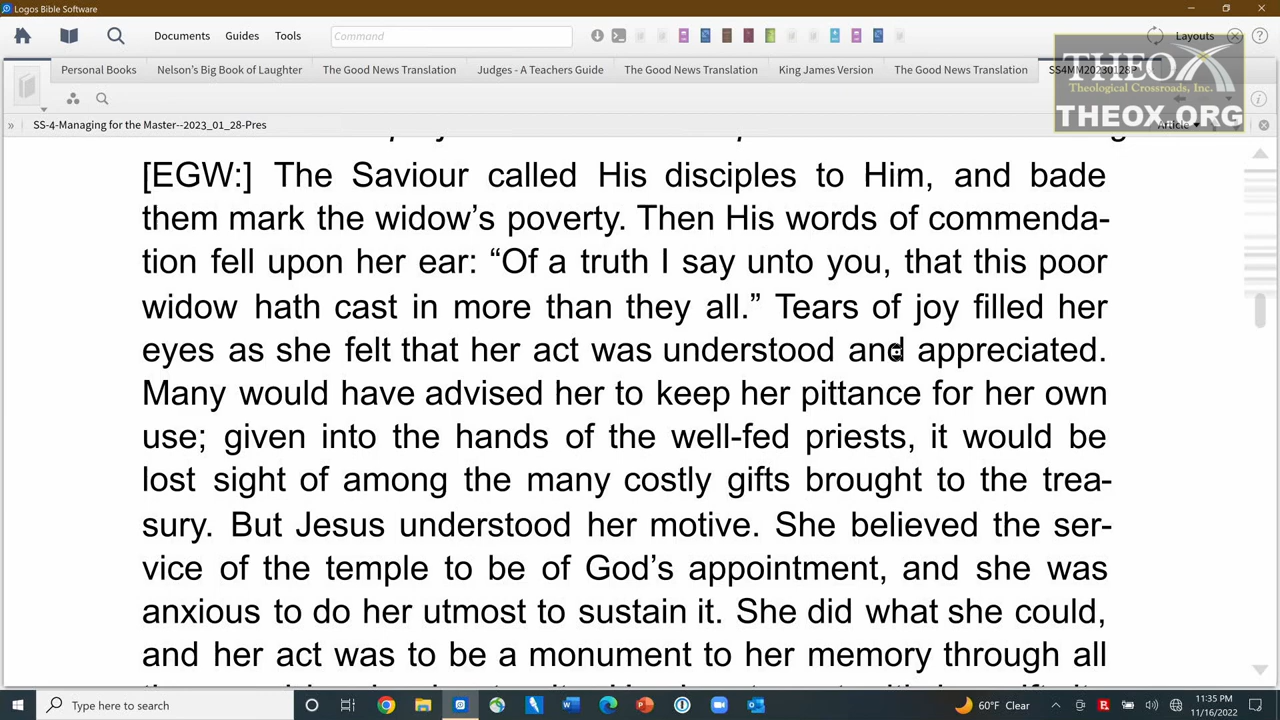 Logos Bible Software
Documents Guides Tools Command Layouts
Personal Books Nelson's Big Book of Laughter The Judges - A Teachers Guide The Good News Translation King James Version The Good News Translation SS4MM20230128P
THEOX
Theological Crossroads, Inc.
THEOX.ORG
SS-4-Managing for the Master--2023_01_28-Pres Article
[EGW:] The Saviour called His disciples to Him, and bade
them mark the widow's poverty. Then His words of commenda-
tion fell upon her ear: “Of a truth I say unto you, that this poor
widow hath cast in more than they all.” Tears of joy filled her
eyes as she felt that her act was understood and appreciated.
Many would have advised her to keep her pittance for her own
use; given into the hands of the well-fed priests, it would be
lost sight of among the many costly gifts brought to the trea-
sury. But Jesus understood her motive. She believed the ser-
vice of the temple to be of God’s appointment, and she was
anxious to do her utmost to sustain it. She did what she could,
and her act was to be a monument to her memory through all
Type here to search 60°F Clear 11:35 PM
11/16/2022